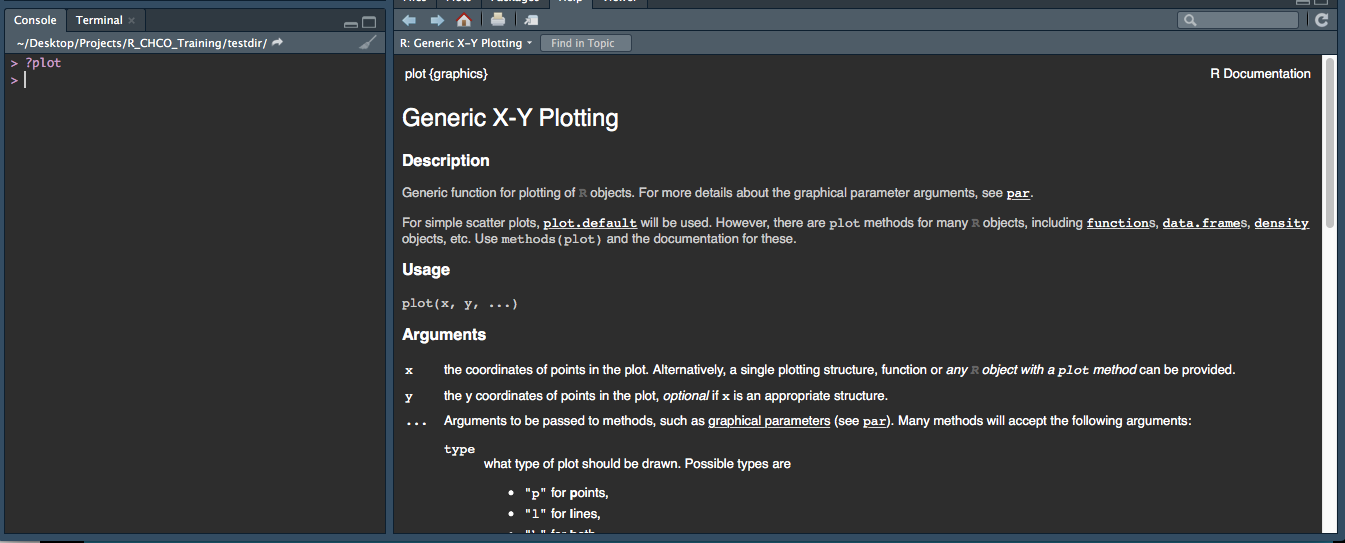 Files Plots Packages Help Viewer
Console Terminal ×
~/Desktop/Projects/R_CHCO_Training/testdir/
R: Generic X-Y Plotting Find in Topic
> ?plot
>
plot {graphics} R Documentation
Generic X-Y Plotting
Description
Generic function for plotting of R objects. For more details about the graphical parameter arguments, see par.
For simple scatter plots, plot.default will be used. However, there are plot methods for many R objects, including functions, data.frames, density
objects, etc. Use methods(plot) and the documentation for these.
Usage
plot(x, y, ...)
Arguments
x the coordinates of points in the plot. Alternatively, a single plotting structure, function or any R object with a plot method can be provided.
y the y coordinates of points in the plot, optional if x is an appropriate structure.
... Arguments to be passed to methods, such as graphical parameters (see par). Many methods will accept the following arguments:
type
what type of plot should be drawn. Possible types are
• "p" for points,
• "l" for lines,